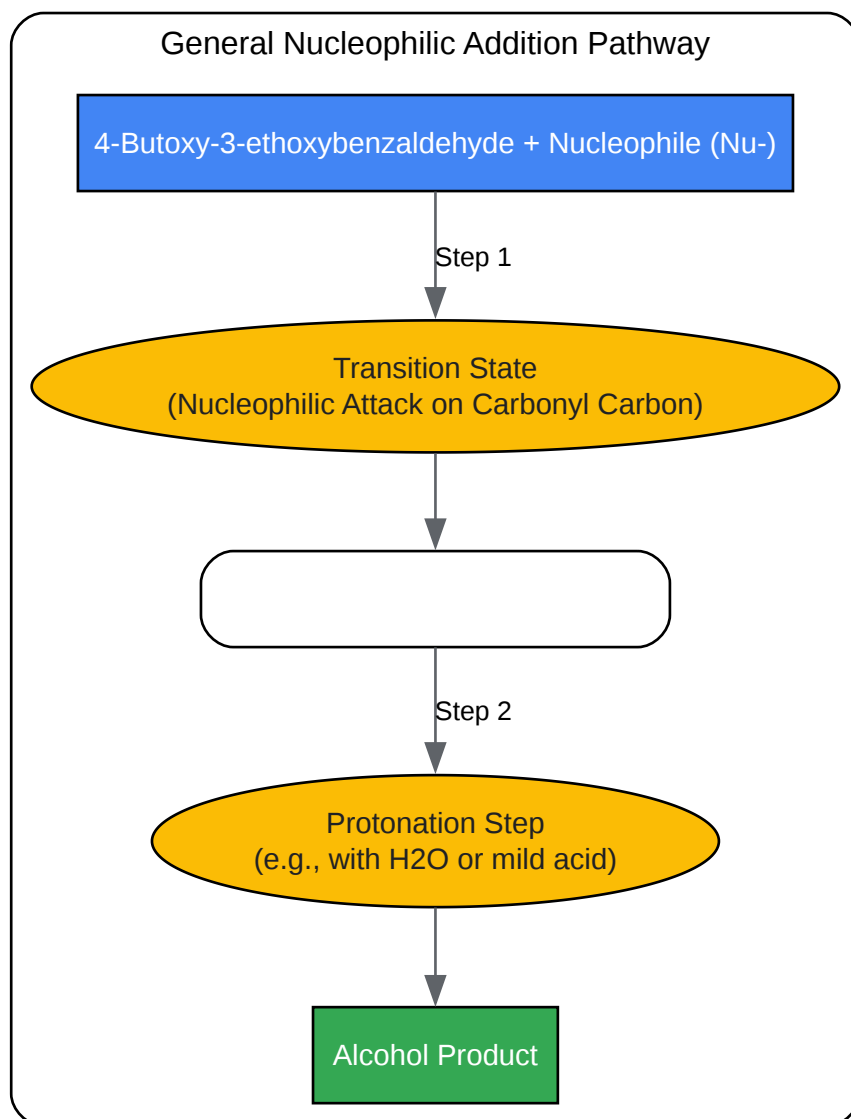 General Nucleophilic Addition Pathway
4-Butoxy-3-ethoxybenzaldehyde + Nucleophile (Nu-)
Step 1
Transition State
(Nucleophilic Attack on Carbonyl Carbon)
Step 2
Protonation Step
(e.g., with H2O or mild acid)
Alcohol Product